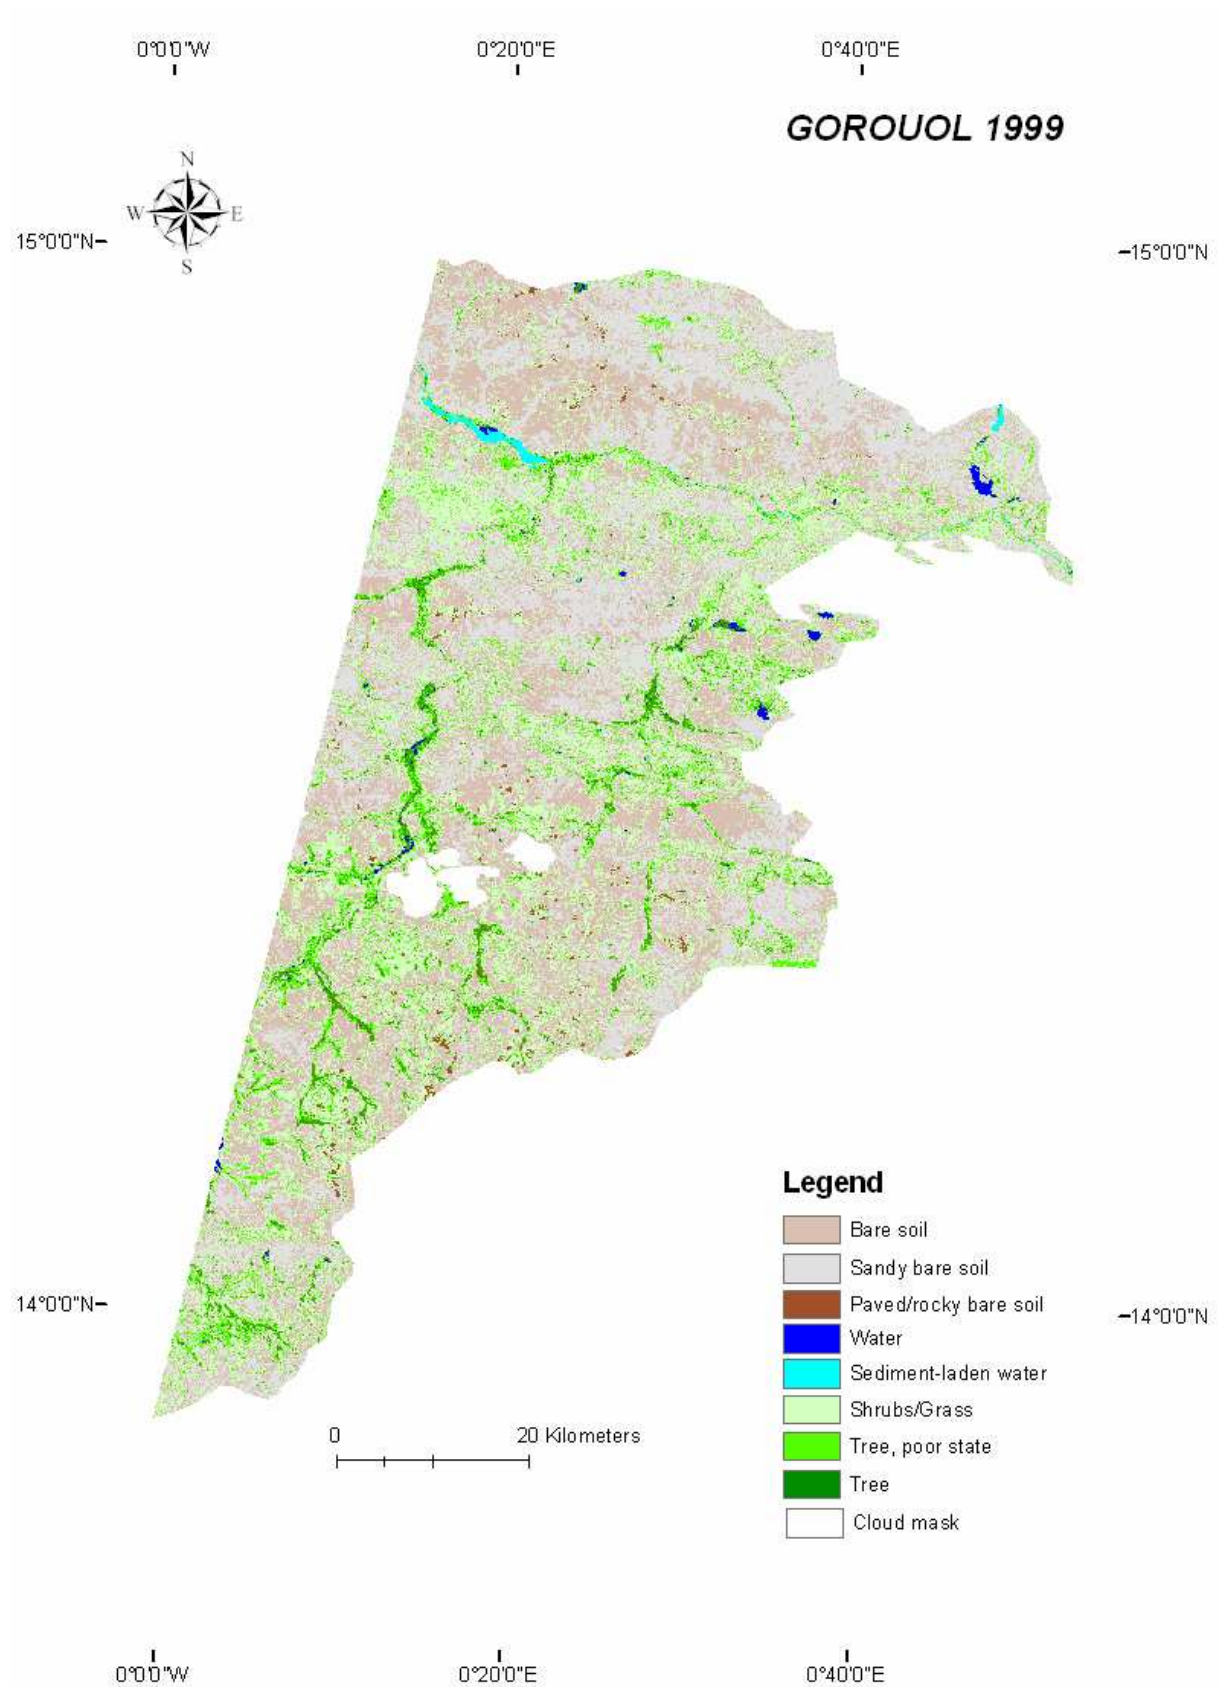 0°0'0"W 0°20'0"E 0°40'0"E
GOROUOL 1999
N
W E
S
15°0'0"N 15°0'0"N
Legend
Bare soil
Sandy bare soil
Paved/rocky bare soil
14°0'0"N 14°0'0"N
Water
Sediment-laden water
Shrubs/Grass
0 20 Kilometers
Tree, poor state
Tree
Cloud mask
0°0'0"W 0°20'0"E 0°40'0"E